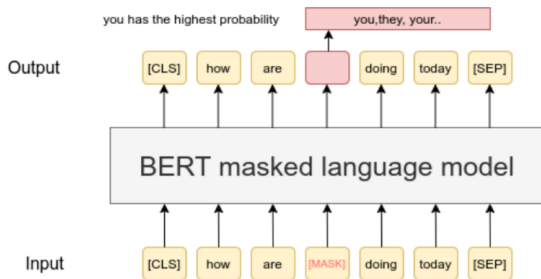 you has the highest probability
you,they, your..
Output
[CLS] how are doing today [SEP]
BERT masked language model
Input
[CLS] how are [MASK] doing today [SEP]